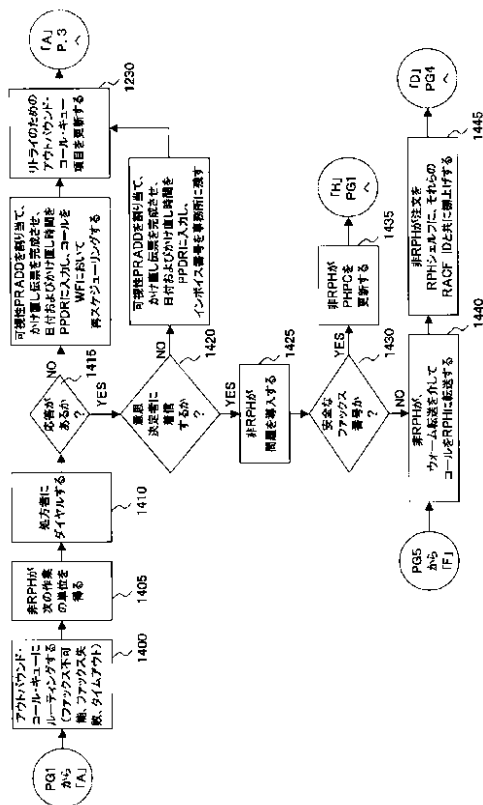 PG1
から
「A」
アウトバウンド・
コール・キューに
ルーティングする
(ファックス不可
能、ファックス失
敗、タイムアウト)
1400
非RPHが
次の作業
の単位を
得る
1405
処方者に
ダイヤルする
1410
応答が
あるか
?
1415
NO
YES
可視性PRADDを割り当て、
かけ直し伝票を完成させ、
日付およびかけ直し時間を
PPDRに入力し、コールを
WFIにおいて
再スケジューリングする
リトライのための
アウトバウンド・
コール・キュー
項目を更新する
1230
「A」
P.3
へ
意思
決定者に
着信
するか
?
1420
NO
YES
可視性PRADDを割り当て、
かけ直し伝票を完成させ、
日付およびかけ直し時間を
PPDRに入力し、
インボイス番号を事務所に残す
非RPHが
問題を導入する
1425
安全な
ファックス
番号か
?
1430
YES
NO
非RPHが
PHPCを
更新する
1435
「H」
PG1
へ
PG5
から
「F」
非RPHが、
ウォーム転送を介して
コールをRPHに転送する
1440
非RPHが注文を
RPHシェルフに、それらの
RACF IDと共に棚上げする
1445
「D」
PG4
へ